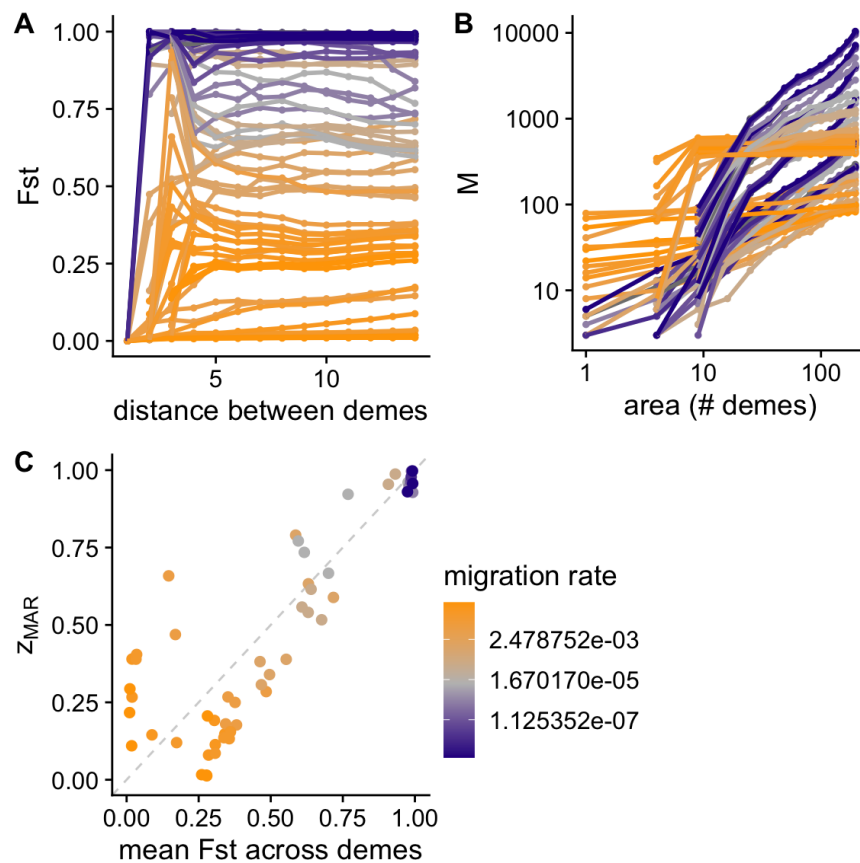 A
1.00
0.75
0.50
0.25
0.00
Fst
5
10
distance between demes
B
10000
1000
100
10
M
1
10
100
area (# demes)
C
1.00
0.75
0.50
0.25
0.00
zMAR
0.00
0.25
0.50
0.75
1.00
mean Fst across demes
migration rate
2.478752e-03
1.670170e-05
1.125352e-07